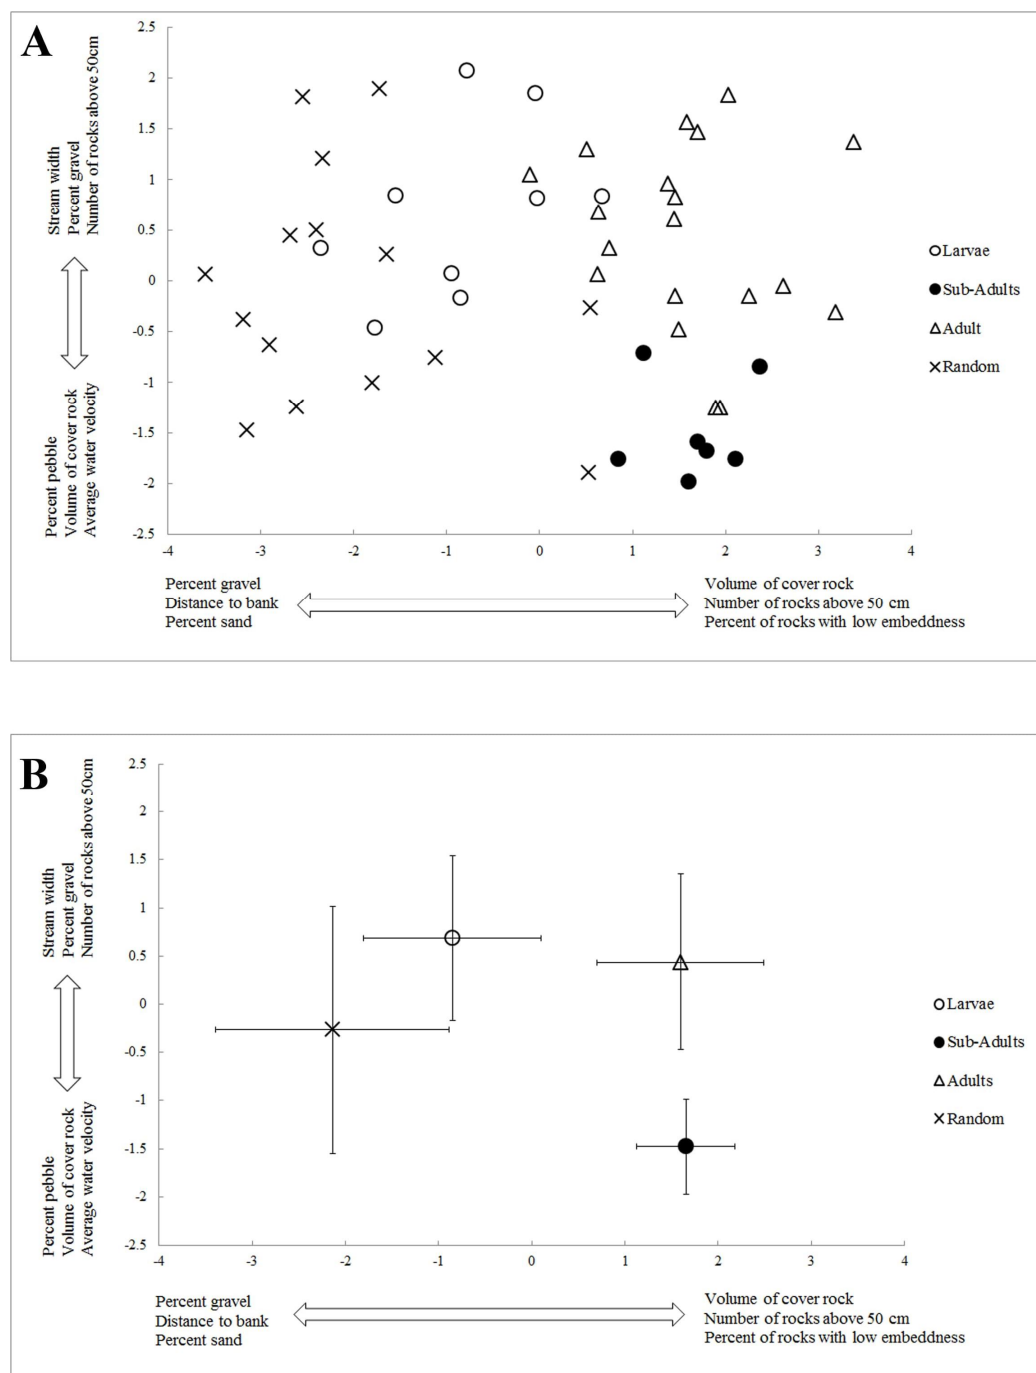 A
2.5
2
1.5
1
0.5
0
-0.5
-1
-1.5
-2
-2.5
-4
-3
-2
-1
0
1
2
3
4
Stream width
Percent gravel
Number of rocks above 50cm
Percent pebble
Volume of cover rock
Average water velocity
Larvae
Sub-Adults
Adult
Random
Percent gravel
Distance to bank
Percent sand
Volume of cover rock
Number of rocks above 50 cm
Percent of rocks with low embeddness
B
2.5
2
1.5
1
0.5
0
-0.5
-1
-1.5
-2
-2.5
-4
-3
-2
-1
0
1
2
3
4
Stream width
Percent gravel
Number of rocks above 50cm
Percent pebble
Volume of cover rock
Average water velocity
Larvae
Sub-Adults
Adults
Random
Percent gravel
Distance to bank
Percent sand
Volume of cover rock
Number of rocks above 50 cm
Percent of rocks with low embeddness